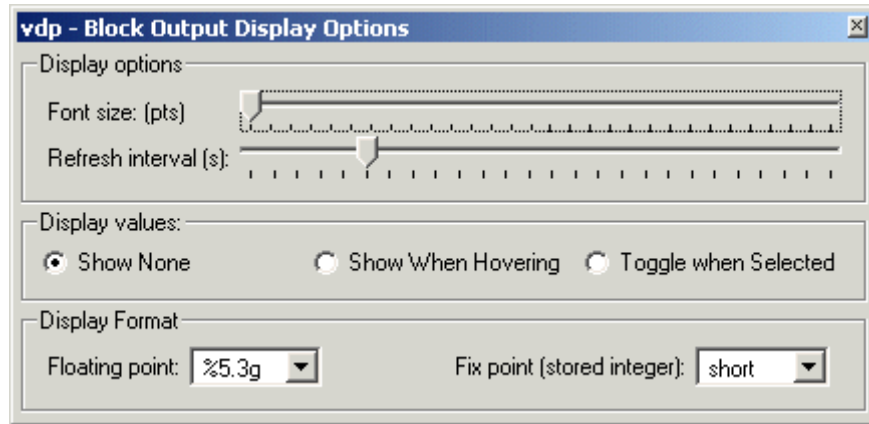 vdp - Block Output Display Options
Display options
Font size: (pts)
Refresh interval (s):
Display values:
Show None Show When Hovering Toggle when Selected
Display Format
Floating point: %5.3g Fix point (stored integer): short